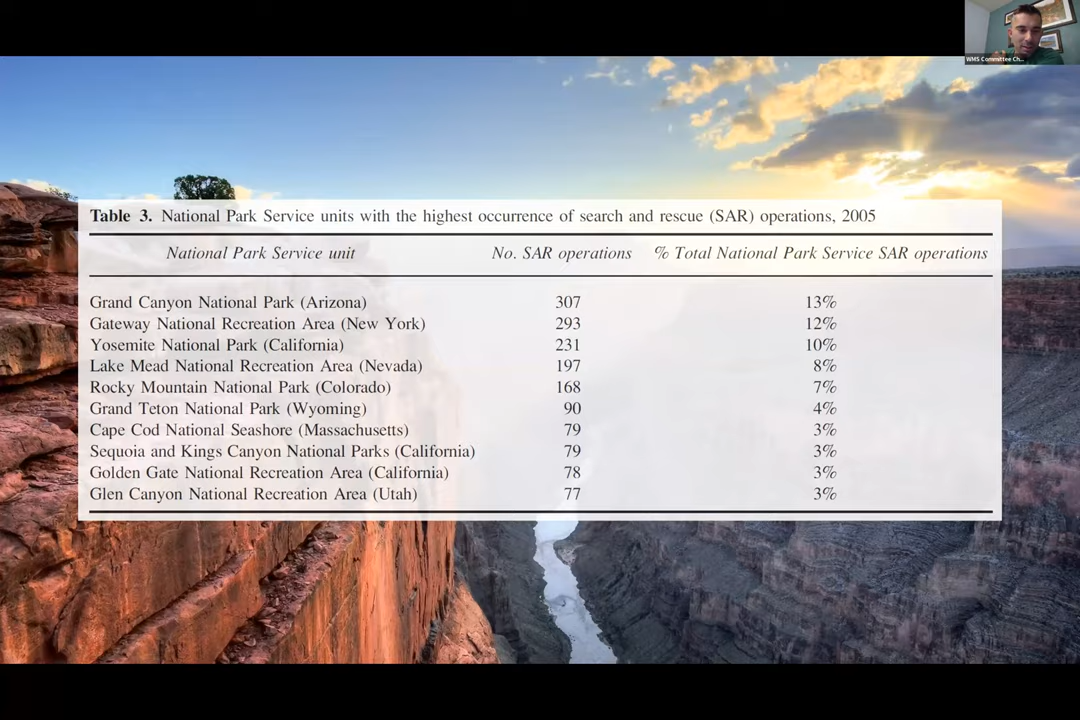 WMS Committee Ch...
Table 3. National Park Service units with the highest occurrence of search and rescue (SAR) operations, 2005
National Park Service unit No. SAR operations % Total National Park Service SAR operations
Grand Canyon National Park (Arizona) 307 13%
Gateway National Recreation Area (New York) 293 12%
Yosemite National Park (California) 231 10%
Lake Mead National Recreation Area (Nevada) 197 8%
Rocky Mountain National Park (Colorado) 168 7%
Grand Teton National Park (Wyoming) 90 4%
Cape Cod National Seashore (Massachusetts) 79 3%
Sequoia and Kings Canyon National Parks (California) 79 3%
Golden Gate National Recreation Area (California) 78 3%
Glen Canyon National Recreation Area (Utah) 77 3%